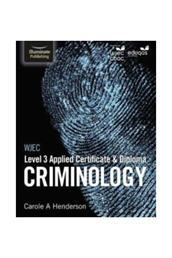 Illuminate
Publishing
wjec
cbac
eduqas
WJEC
Level 3 Applied Certificate & Diploma
CRIMINOLOGY
Carole A Henderson